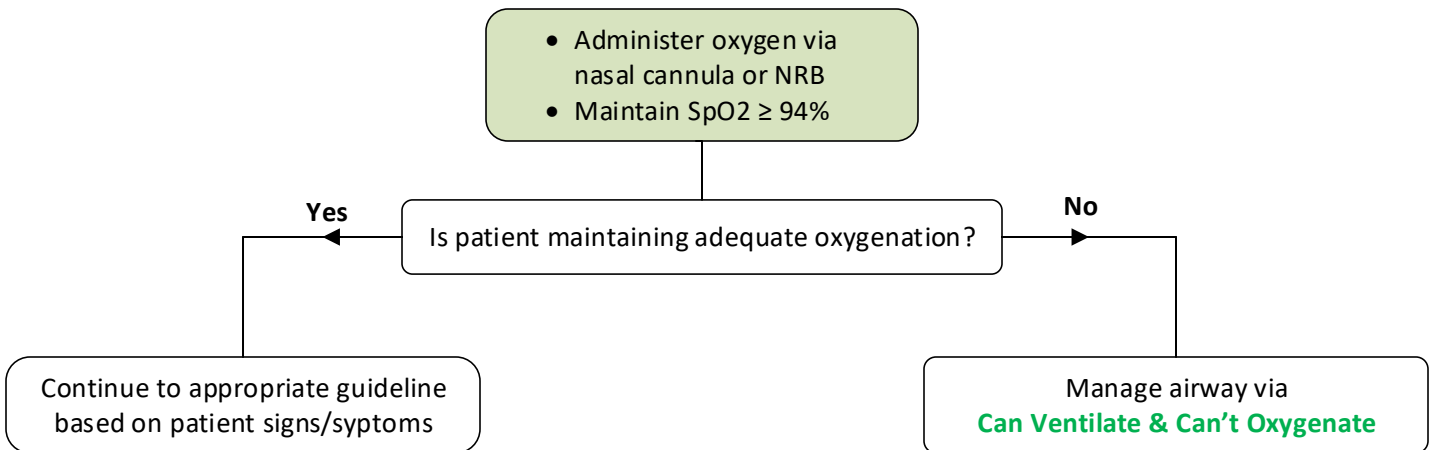 • Administer oxygen via
nasal cannula or NRB
• Maintain SpO2 ≥ 94%
Yes
Is patient maintaining adequate oxygenation?
No
Continue to appropriate guideline
based on patient signs/syptoms
Manage airway via
Can Ventilate & Can’t Oxygenate